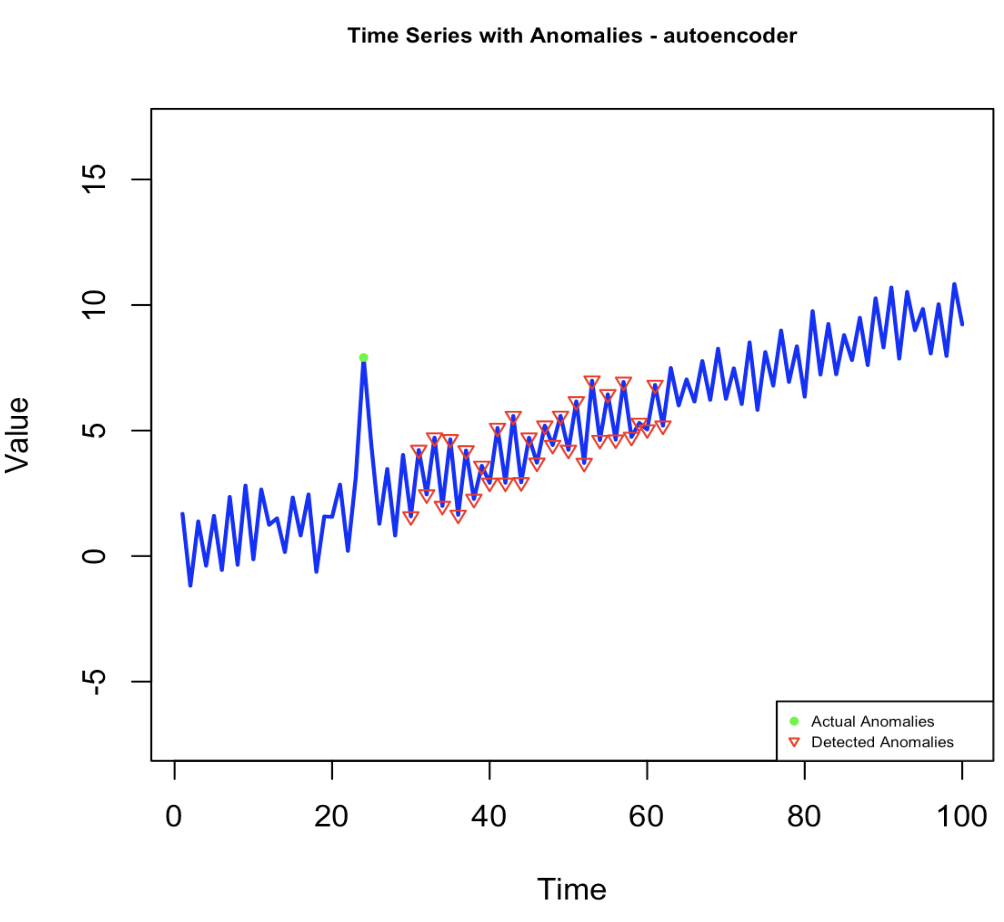 Time Series with Anomalies - autoencoder
Value
15
10
5
0
-5
Actual Anomalies
Detected Anomalies
0 20 40 60 80 100
Time